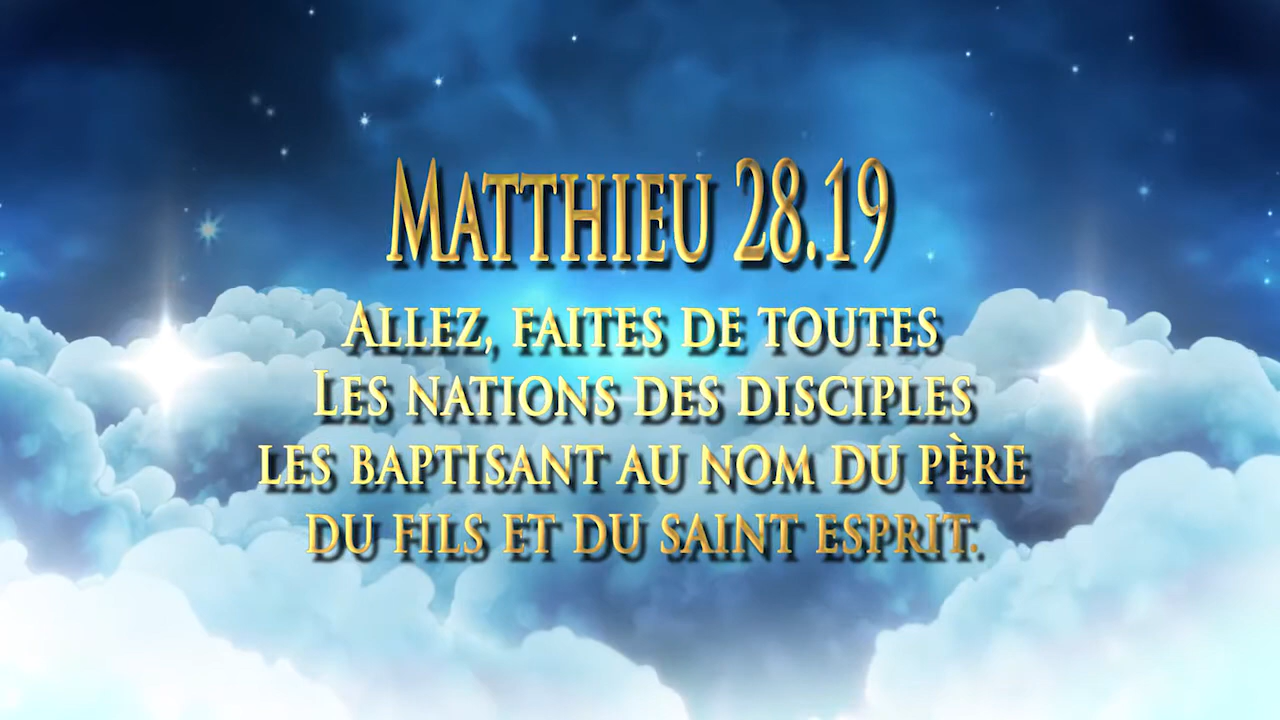 Matthieu 28.19
Allez, faites de toutes
Les nations des disciples
les baptisant au nom du père
du fils et du saint esprit.